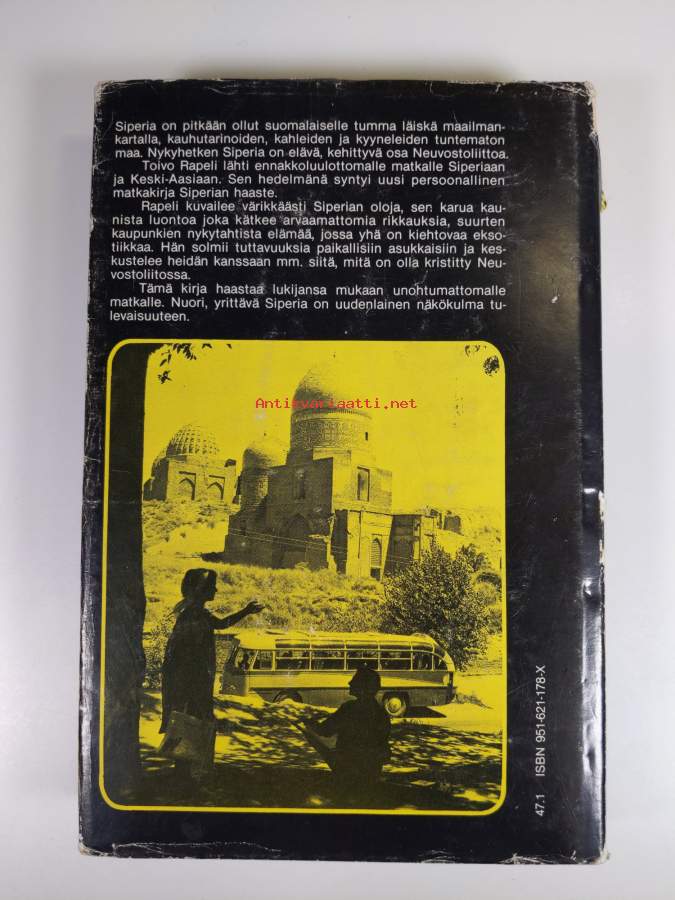 Siperia on pitkään ollut suomalaiselle tumma läiskä maailman-
kartalla, kauhutarinoiden, kahleiden ja kyyneleiden tuntematon
maa. Nykyhetken Siperia on elävä, kehittyvä osa Neuvostoliittoa.
Toivo Rapeli lähti ennakkoluulottomalle matkalle Siperiaan
ja Keski-Aasiaan. Sen hedelmänä syntyi uusi persoonallinen
matkakirja Siperian haaste.
Rapeli kuvailee värikkäästi Siperian oloja, sen karua kau-
nista luontoa joka kätkee arvaamattomia rikkauksia, suurten
kaupunkien nykytahtista elämää, jossa yhä on kiehtovaa ekso-
tiikkaa. Hän solmii tuttavuuksia paikallisiin asukkaisiin ja kes-
kustelee heidän kanssaan mm. siitä, mitä on olla kristitty Neu-
vostoliitossa.
Tämä kirja haastaa lukijansa mukaan unohtumattomalle
matkalle. Nuori, yrittävä Siperia on uudenlainen näkökulma tu-
levaisuuteen.
Antikvariaatti.net
47.1 ISBN 951-621-178-X